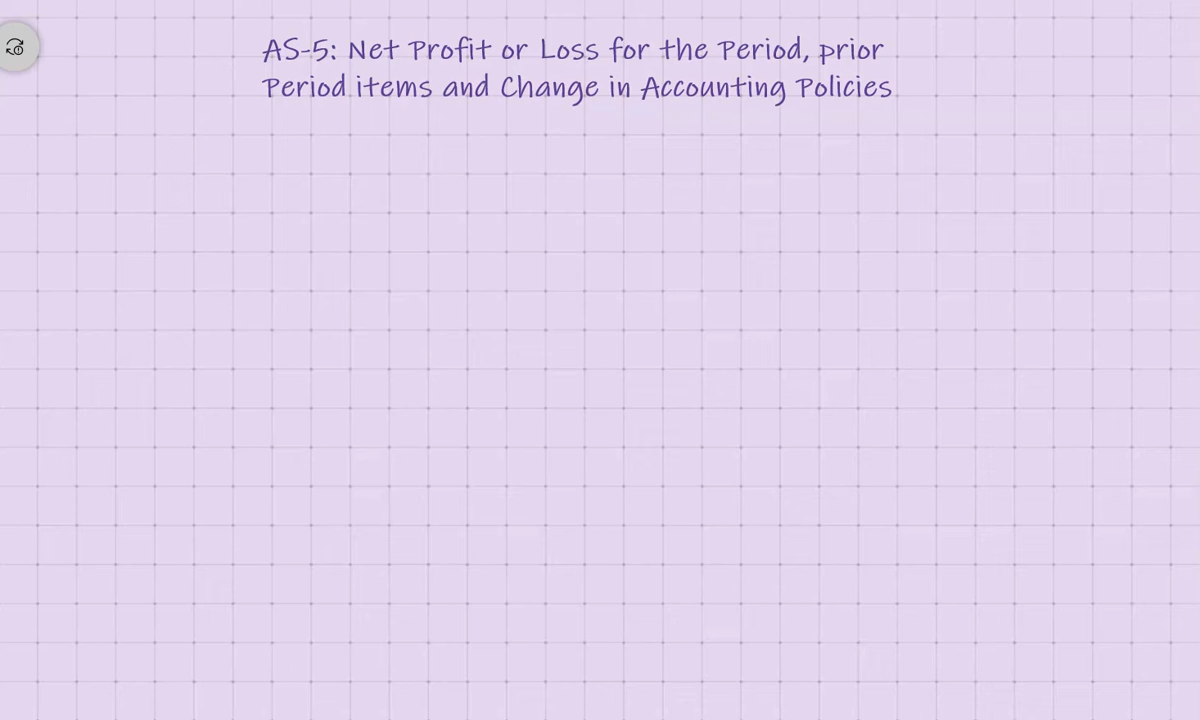 AS-5: Net Profit or Loss for the Period, prior
Period items and Change in Accounting Policies